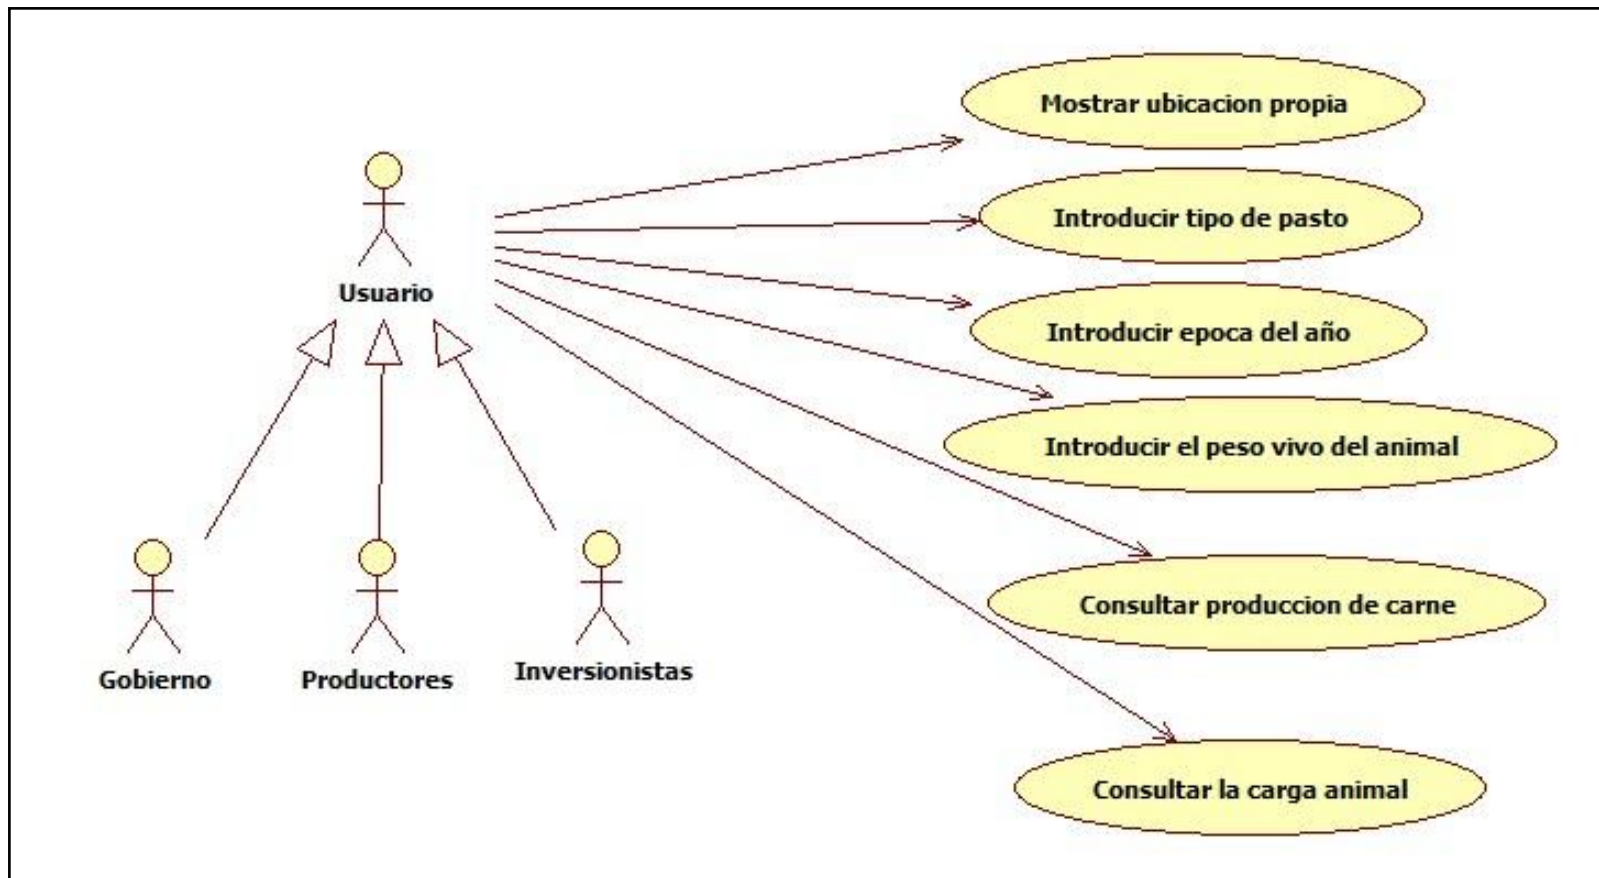 Mostrar ubicacion propia
Introducir tipo de pasto
Usuario
Introducir epoca del año
Introducir el peso vivo del animal
Consultar produccion de carne
Gobierno
Productores
Inversionistas
Consultar la carga animal